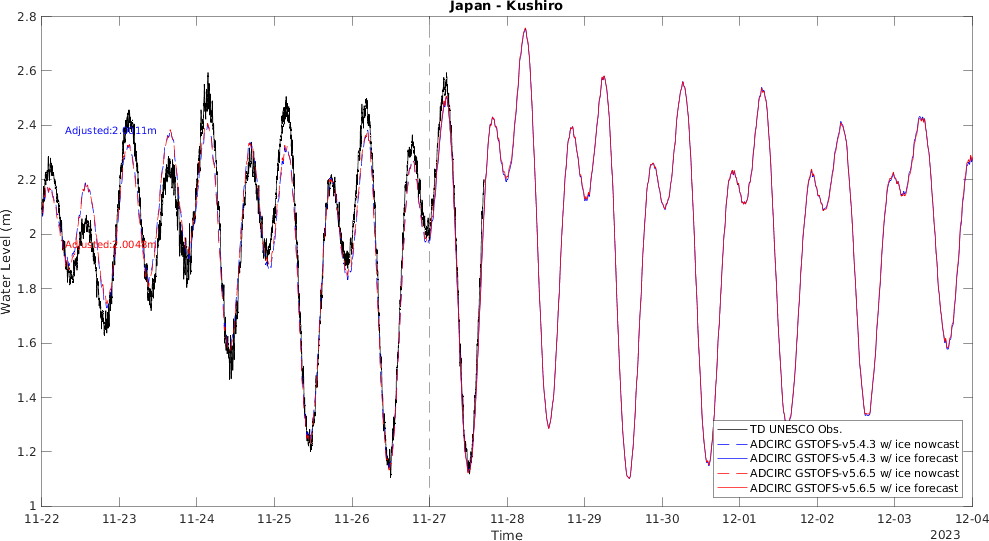 Japan - Kushiro
2.8
2.6
2.4
2.2
2
1.8
1.6
1.4
1.2
1
Water Level (m)
TD UNESCO Obs.
ADCIRC GSTOFS-v5.4.3 w/ ice nowcast
ADCIRC GSTOFS-v5.4.3 w/ ice forecast
ADCIRC GSTOFS-v5.6.5 w/ ice nowcast
ADCIRC GSTOFS-v5.6.5 w/ ice forecast
11-22 11-23 11-24 11-25 11-26 11-27 11-28 11-29 11-30 12-01 12-02 12-03 12-04
Time
2023